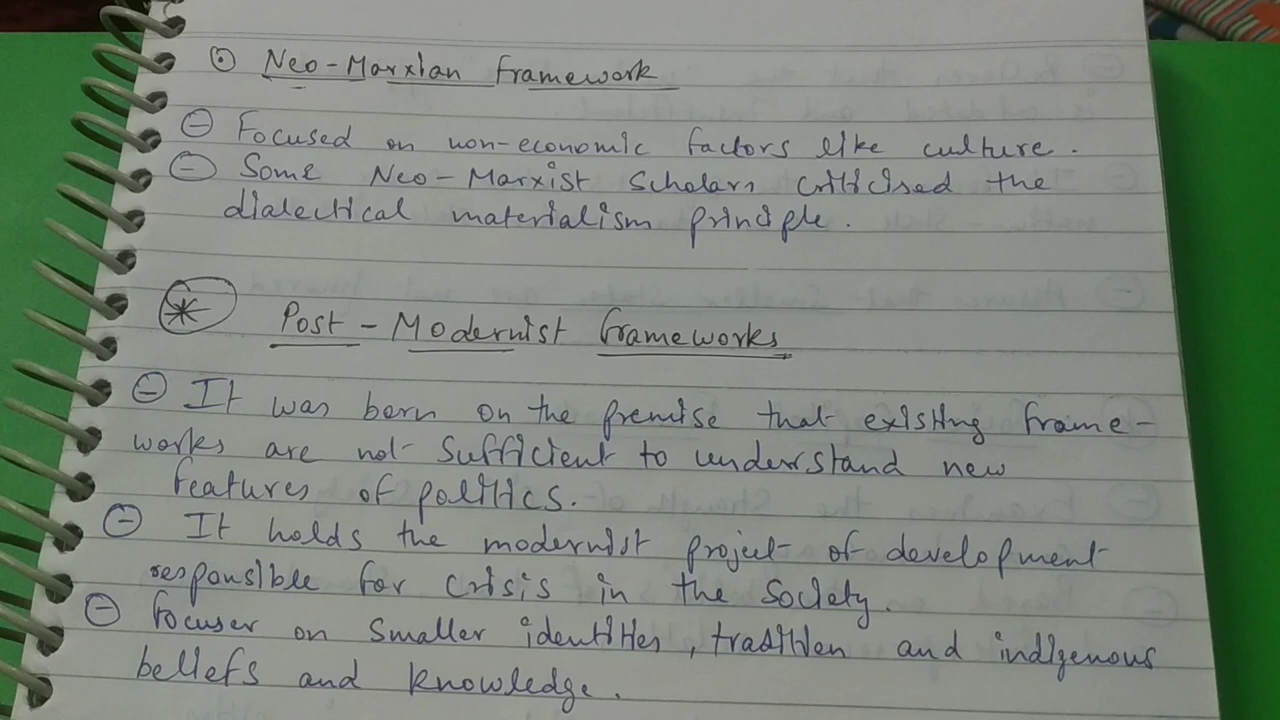 ⊙ Neo-Marxian Framework
⊖ Focused on non-economic factors like culture.
⊖ Some Neo-Marxist Scholars criticised the
dialectical materialism principle.
* Post-Modernist Frameworks
⊖ It was born on the premise that existing frame-
works are not sufficient to understand new
features of politics.
⊖ It holds the modernist project of development
responsible for crisis in the society.
⊖ Focuses on smaller identities, tradition and indigenous
beliefs and knowledge.